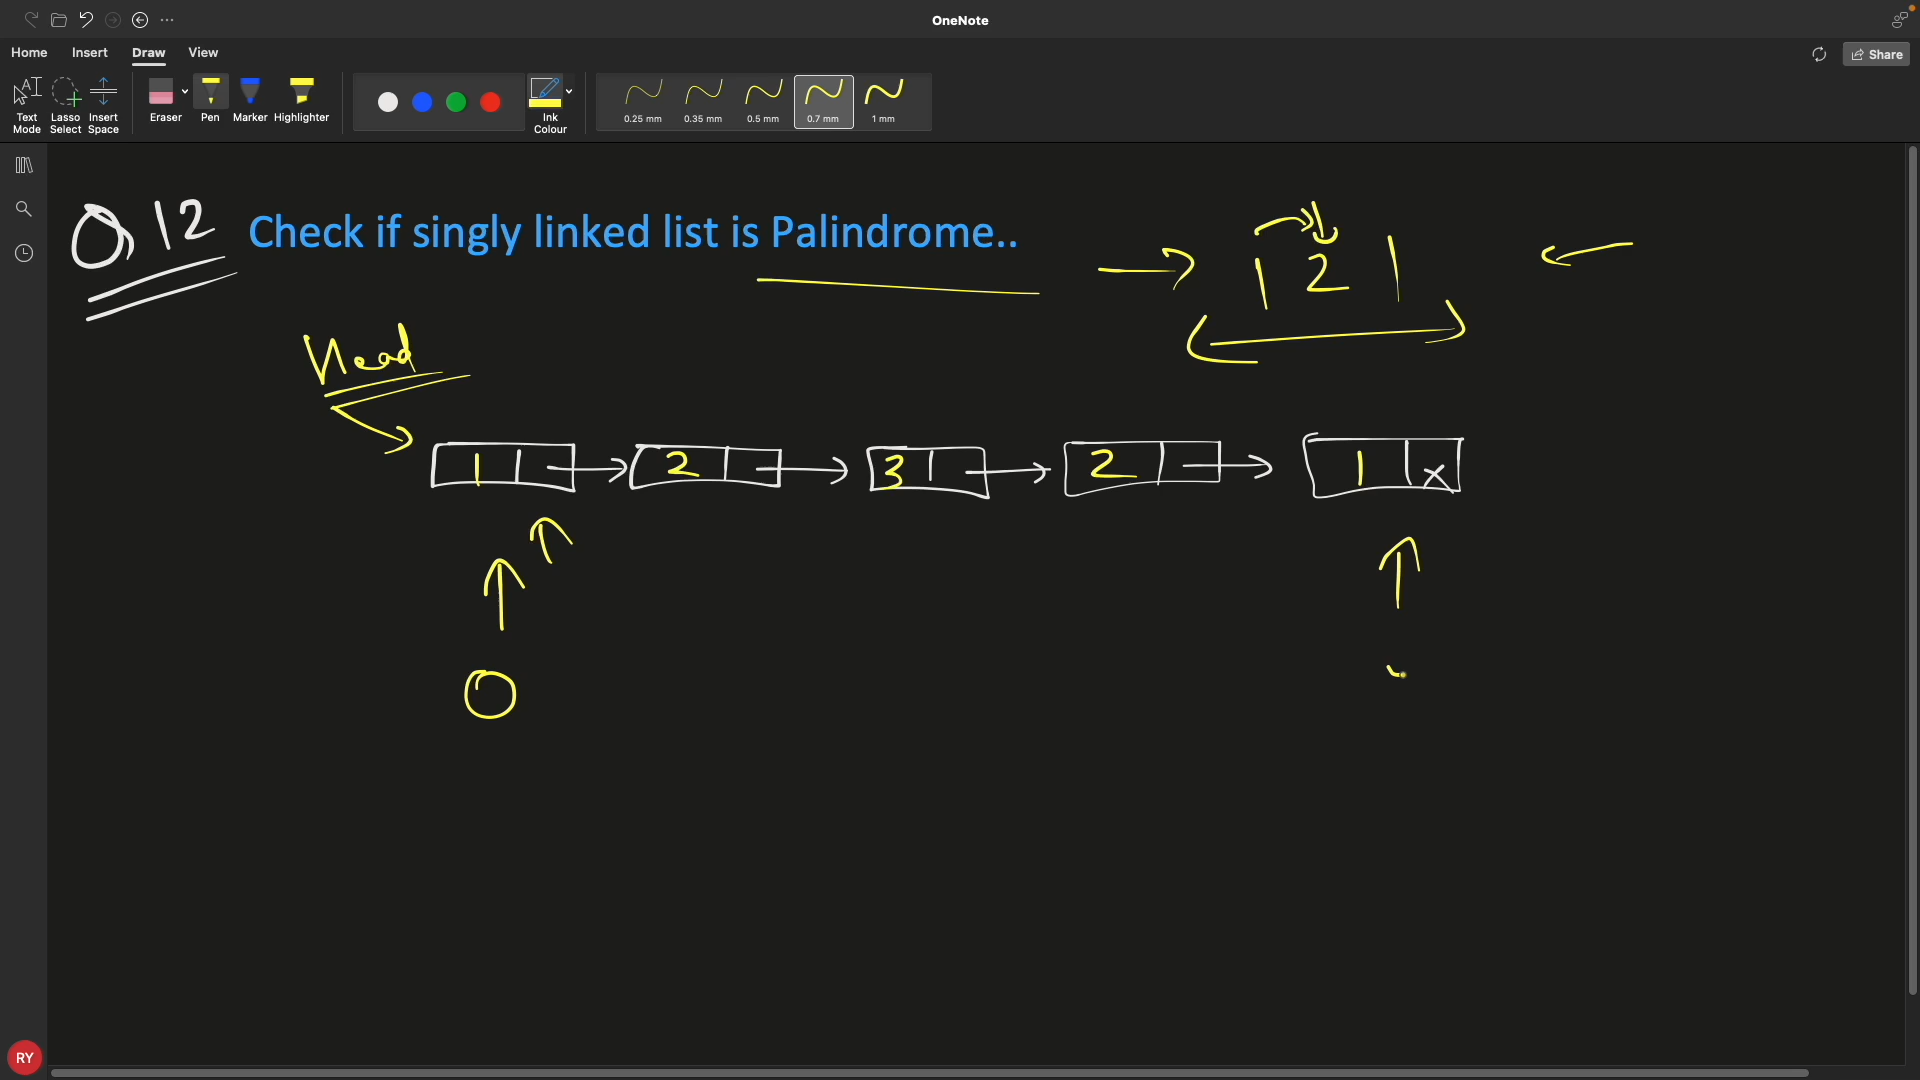 OneNote
Home Insert Draw View
Share
Text Mode
Lasso Select
Insert Space
Eraser
Pen
Marker
Highlighter
Ink Colour
0.25 mm
0.35 mm
0.5 mm
0.7 mm
1 mm
Q.12 Check if singly linked list is Palindrome..
1 2 1
Head
1 2 3 2 1 X
0
RY